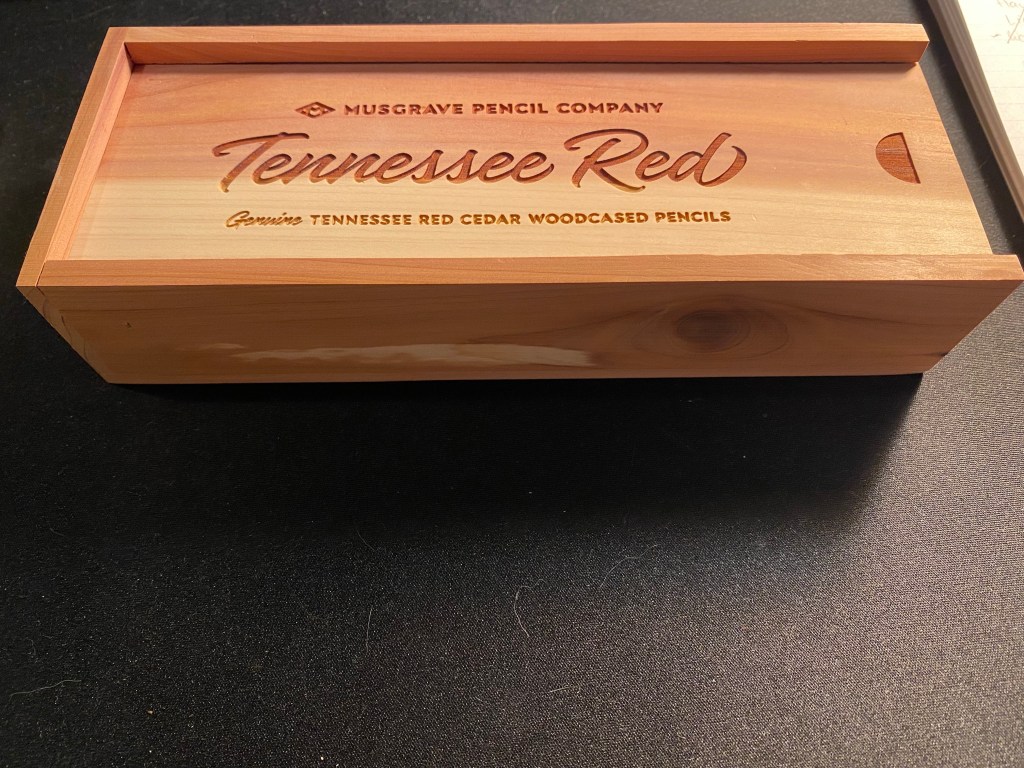 MUSGRAVE PENCIL COMPANY
Tennessee Red
Genuine TENNESSEE RED CEDAR WOODCASED PENCILS